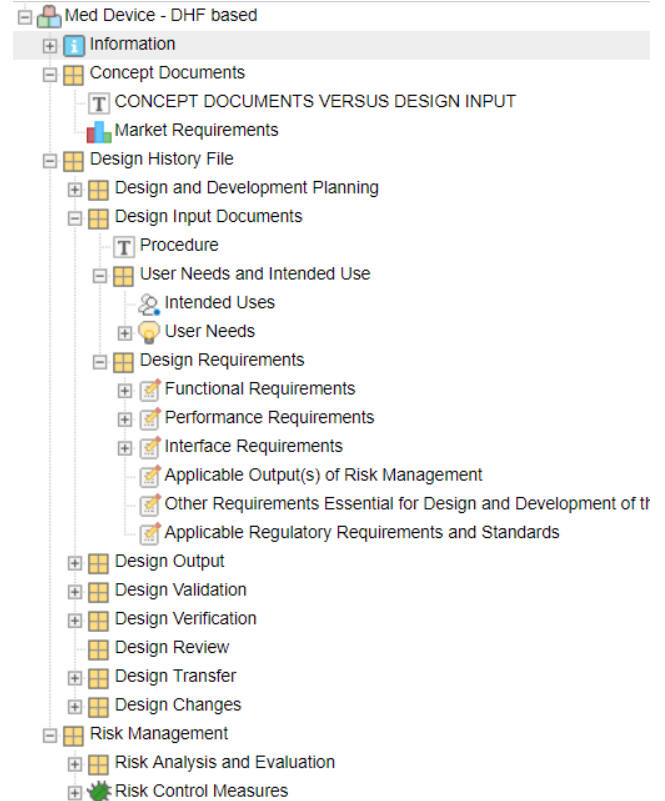 Med Device - DHF based
Information
Concept Documents
T CONCEPT DOCUMENTS VERSUS DESIGN INPUT
Market Requirements
Design History File
Design and Development Planning
Design Input Documents
T Procedure
User Needs and Intended Use
Intended Uses
User Needs
Design Requirements
Functional Requirements
Performance Requirements
Interface Requirements
Applicable Output(s) of Risk Management
Other Requirements Essential for Design and Development of
Applicable Regulatory Requirements and Standards
Design Output
Design Validation
Design Verification
Design Review
Design Transfer
Design Changes
Risk Management
Risk Analysis and Evaluation
Risk Control Measures